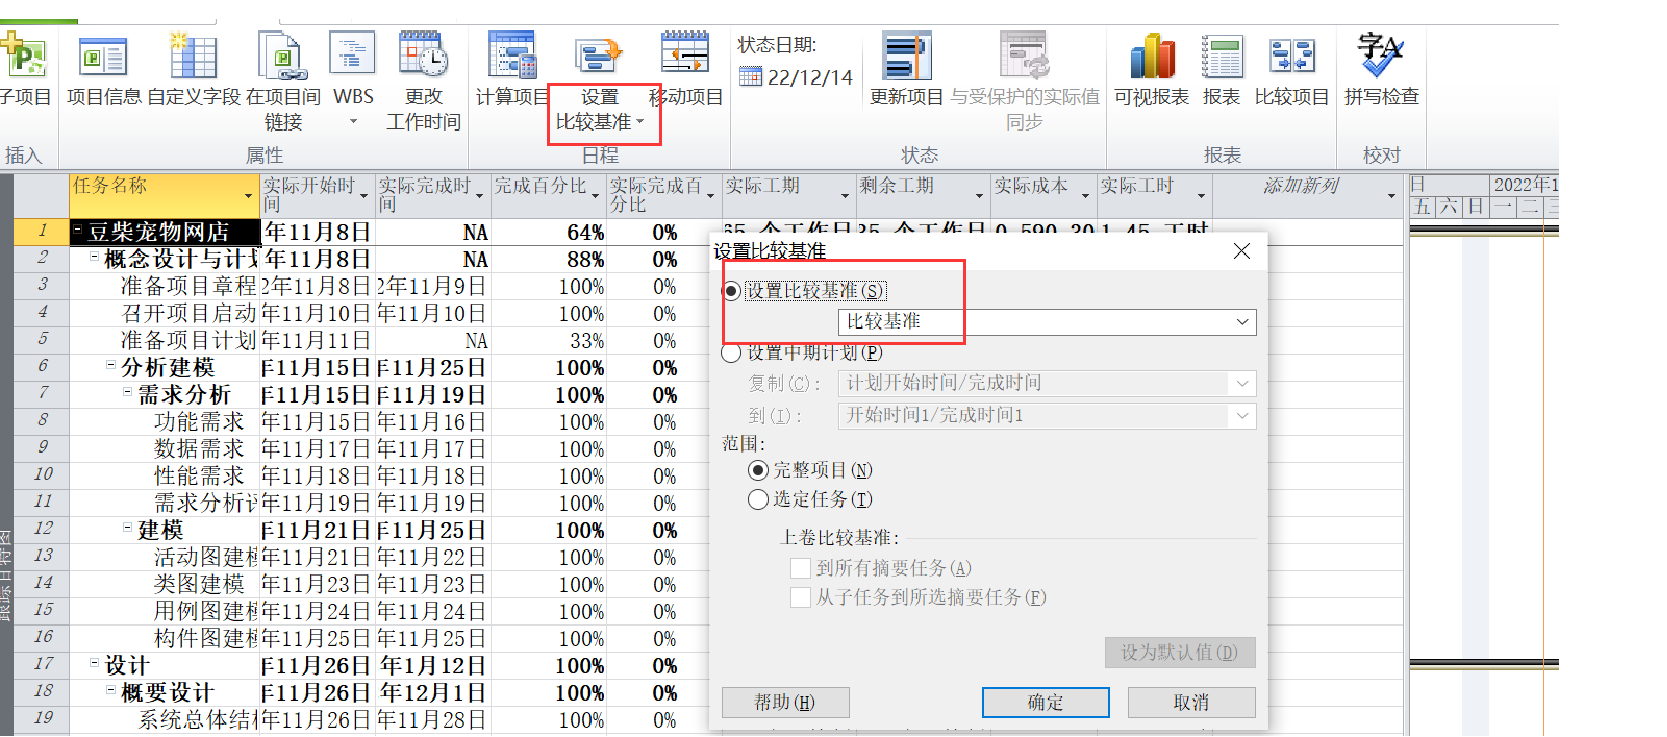 状态日期:
22/12/14
子项目 项目信息 自定义字段 在项目间 WBS 更改 计算项目 设置 移动项目 更新项目 与受保护的实际值 可视报表 报表 比较项目 拼写检查
链接 工作时间 比较基准 同步
插入 属性 日程 状态 报表 校对
任务名称 实际开始时 实际完成时 完成百分比 实际完成百 实际工期 剩余工期 实际成本 实际工时 添加新列 日 2022年1
间 间 分比 五 六 日 一 二 三
1 豆柴宠物网店 年11月8日 NA 64% 0%
2 概念设计与计划 年11月8日 NA 88% 0%
3 准备项目章程 2年11月8日 2年11月9日 100% 0%
4 召开项目启动 年11月10日 年11月10日 100% 0%
5 准备项目计划 年11月11日 NA 33% 0%
6 分析建模 年11月15日 年11月25日 100% 0%
7 需求分析 年11月15日 年11月19日 100% 0%
8 功能需求 年11月15日 年11月16日 100% 0%
9 数据需求 年11月17日 年11月17日 100% 0%
10 性能需求 年11月18日 年11月18日 100% 0%
11 需求分析评 年11月19日 年11月19日 100% 0%
12 建模 年11月21日 年11月25日 100% 0%
13 活动图建模 年11月21日 年11月22日 100% 0%
14 类图建模 年11月23日 年11月23日 100% 0%
15 用例图建模 年11月24日 年11月24日 100% 0%
16 构件图建模 年11月25日 年11月25日 100% 0%
17 设计 年11月26日 年1月12日 100% 0%
18 概要设计 年11月26日 年12月1日 100% 0%
19 系统总体结构 年11月26日 年11月28日 100% 0%
设置比较基准
设置比较基准(S)
比较基准
设置中期计划(P)
复制(C): 计划开始时间/完成时间
到(I): 开始时间1/完成时间1
范围:
完整项目(N)
选定任务(T)
上卷比较基准:
到所有摘要任务(A)
从子任务到所选摘要任务(F)
设为默认值(D)
帮助(H) 确定 取消